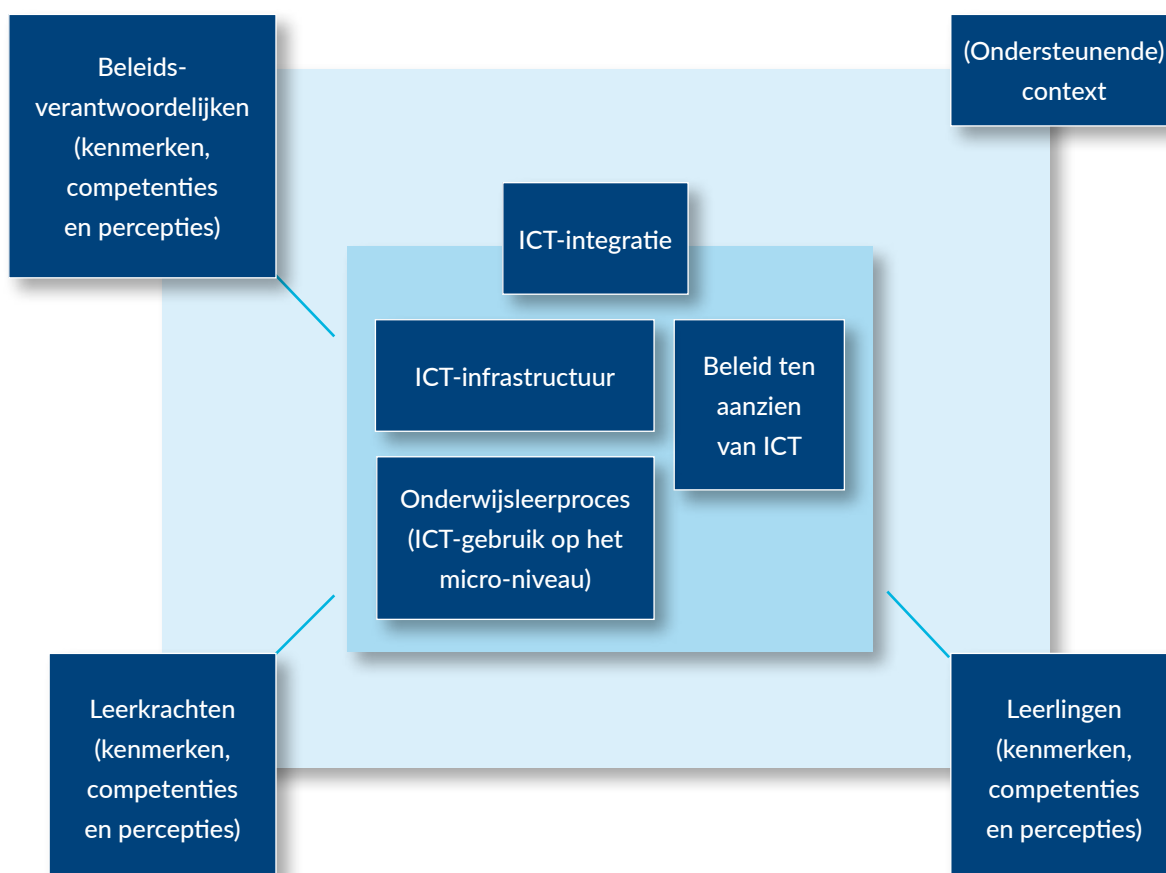 Beleids-
verantwoordelijken
(kenmerken,
competenties
en percepties)
(Ondersteunende)
context
ICT-integratie
ICT-infrastructuur
Beleid ten
aanzien
van ICT
Onderwijsleerproces
(ICT-gebruik op het
micro-niveau)
Leerkrachten
(kenmerken,
competenties
en percepties)
Leerlingen
(kenmerken,
competenties
en percepties)